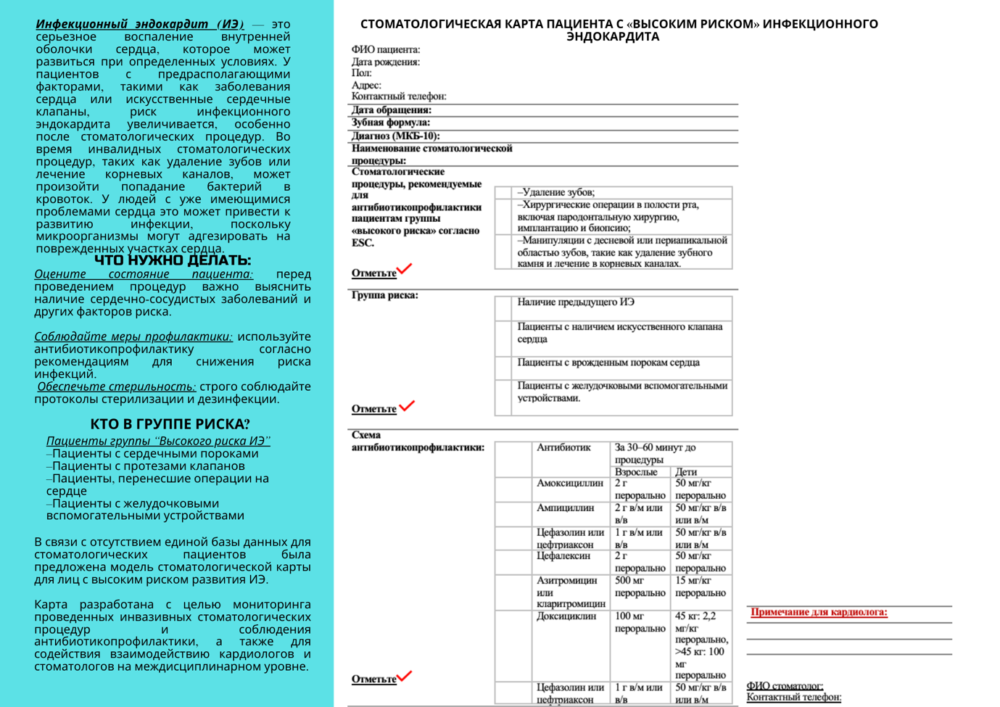 Инфекционный эндокардит (ИЭ) — это
серьезное воспаление внутренней
оболочки сердца, которое может
развиться при определенных условиях. У
пациентов с предрасполагающими
факторами, такими как заболевания
сердца или искусственные сердечные
клапаны, риск инфекционного
эндокардита увеличивается, особенно
после стоматологических процедур. Во
время инвалидных стоматологических
процедур, таких как удаление зубов или
лечение корневых каналов, может
произойти попадание бактерий в
кровоток. У людей с уже имеющимися
проблемами сердца это может привести к
развитию инфекции, поскольку
микроорганизмы могут адгезировать на
поврежденных участках сердца.
ЧТО НУЖНО ДЕЛАТЬ:
Оцените состояние пациента: перед
проведением процедур важно выяснить
наличие сердечно-сосудистых заболеваний и
других факторов риска.
Соблюдайте меры профилактики: используйте
антибиотикопрофилактику согласно
рекомендациям для снижения риска
инфекций.
Обеспечьте стерильность: строго соблюдайте
протоколы стерилизации и дезинфекции.
КТО В ГРУППЕ РИСКА?
Пациенты группы “Высокого риска ИЭ”
–Пациенты с сердечными пороками
–Пациенты с протезами клапанов
–Пациенты, перенесшие операции на
сердце
–Пациенты с желудочковыми
вспомогательными устройствами
В связи с отсутствием единой базы данных для
стоматологических пациентов была
предложена модель стоматологической карты
для лиц с высоким риском развития ИЭ.
Карта разработана с целью мониторинга
проведенных инвазивных стоматологических
процедур и соблюдения
антибиотикопрофилактики, а также для
содействия взаимодействию кардиологов и
стоматологов на междисциплинарном уровне.
СТОМАТОЛОГИЧЕСКАЯ КАРТА ПАЦИЕНТА С «ВЫСОКИМ РИСКОМ» ИНФЕКЦИОННОГО
ЭНДОКАРДИТА
ФИО пациента:
Дата рождения:
Пол:
Адрес:
Контактный телефон:
Дата обращения:
Зубная формула:
Диагноз (МКБ-10):
Наименование стоматологической
процедуры:
Стоматологические
процедуры, рекомендуемые
для
антибиотикопрофилактики
пациентам группы
«высокого риска» согласно
ESC.
Отметьте
–Удаление зубов;
–Хирургические операции в полости рта,
включая пародонтальную хирургию,
имплантацию и биопсию;
–Манипуляции с десневой или периапикальной
областью зубов, такие как удаление зубного
камня и лечение в корневых каналах.
Группа риска:
Отметьте
Наличие предыдущего ИЭ
Пациенты с наличием искусственного клапана
сердца
Пациенты с врожденным порокам сердца
Пациенты с желудочковыми вспомогательными
устройствами.
Схема
антибиотикопрофилактики:
Отметьте
Антибиотик
За 30–60 минут до
процедуры
Взрослые Дети
Амоксициллин 2 г 50 мг/кг
перорально перорально
Ампициллин 2 г в/м или 50 мг/кг в/в
в/в или в/м
Цефазолин или 1 г в/м или 50 мг/кг в/в
цефтриаксон в/в или в/м
Цефалексин 2 г 50 мг/кг
перорально перорально
Азитромицин 500 мг 15 мг/кг
или перорально перорально
кларитромицин
Доксициклин 100 мг 45 кг: 2,2
перорально мг/кг
перорально,
>45 кг: 100
мг
перорально
Цефазолин или 1 г в/м или 50 мг/кг в/в
цефтриаксон в/в или в/м
Примечание для кардиолога:
ФИО стоматолог:
Контактный телефон: